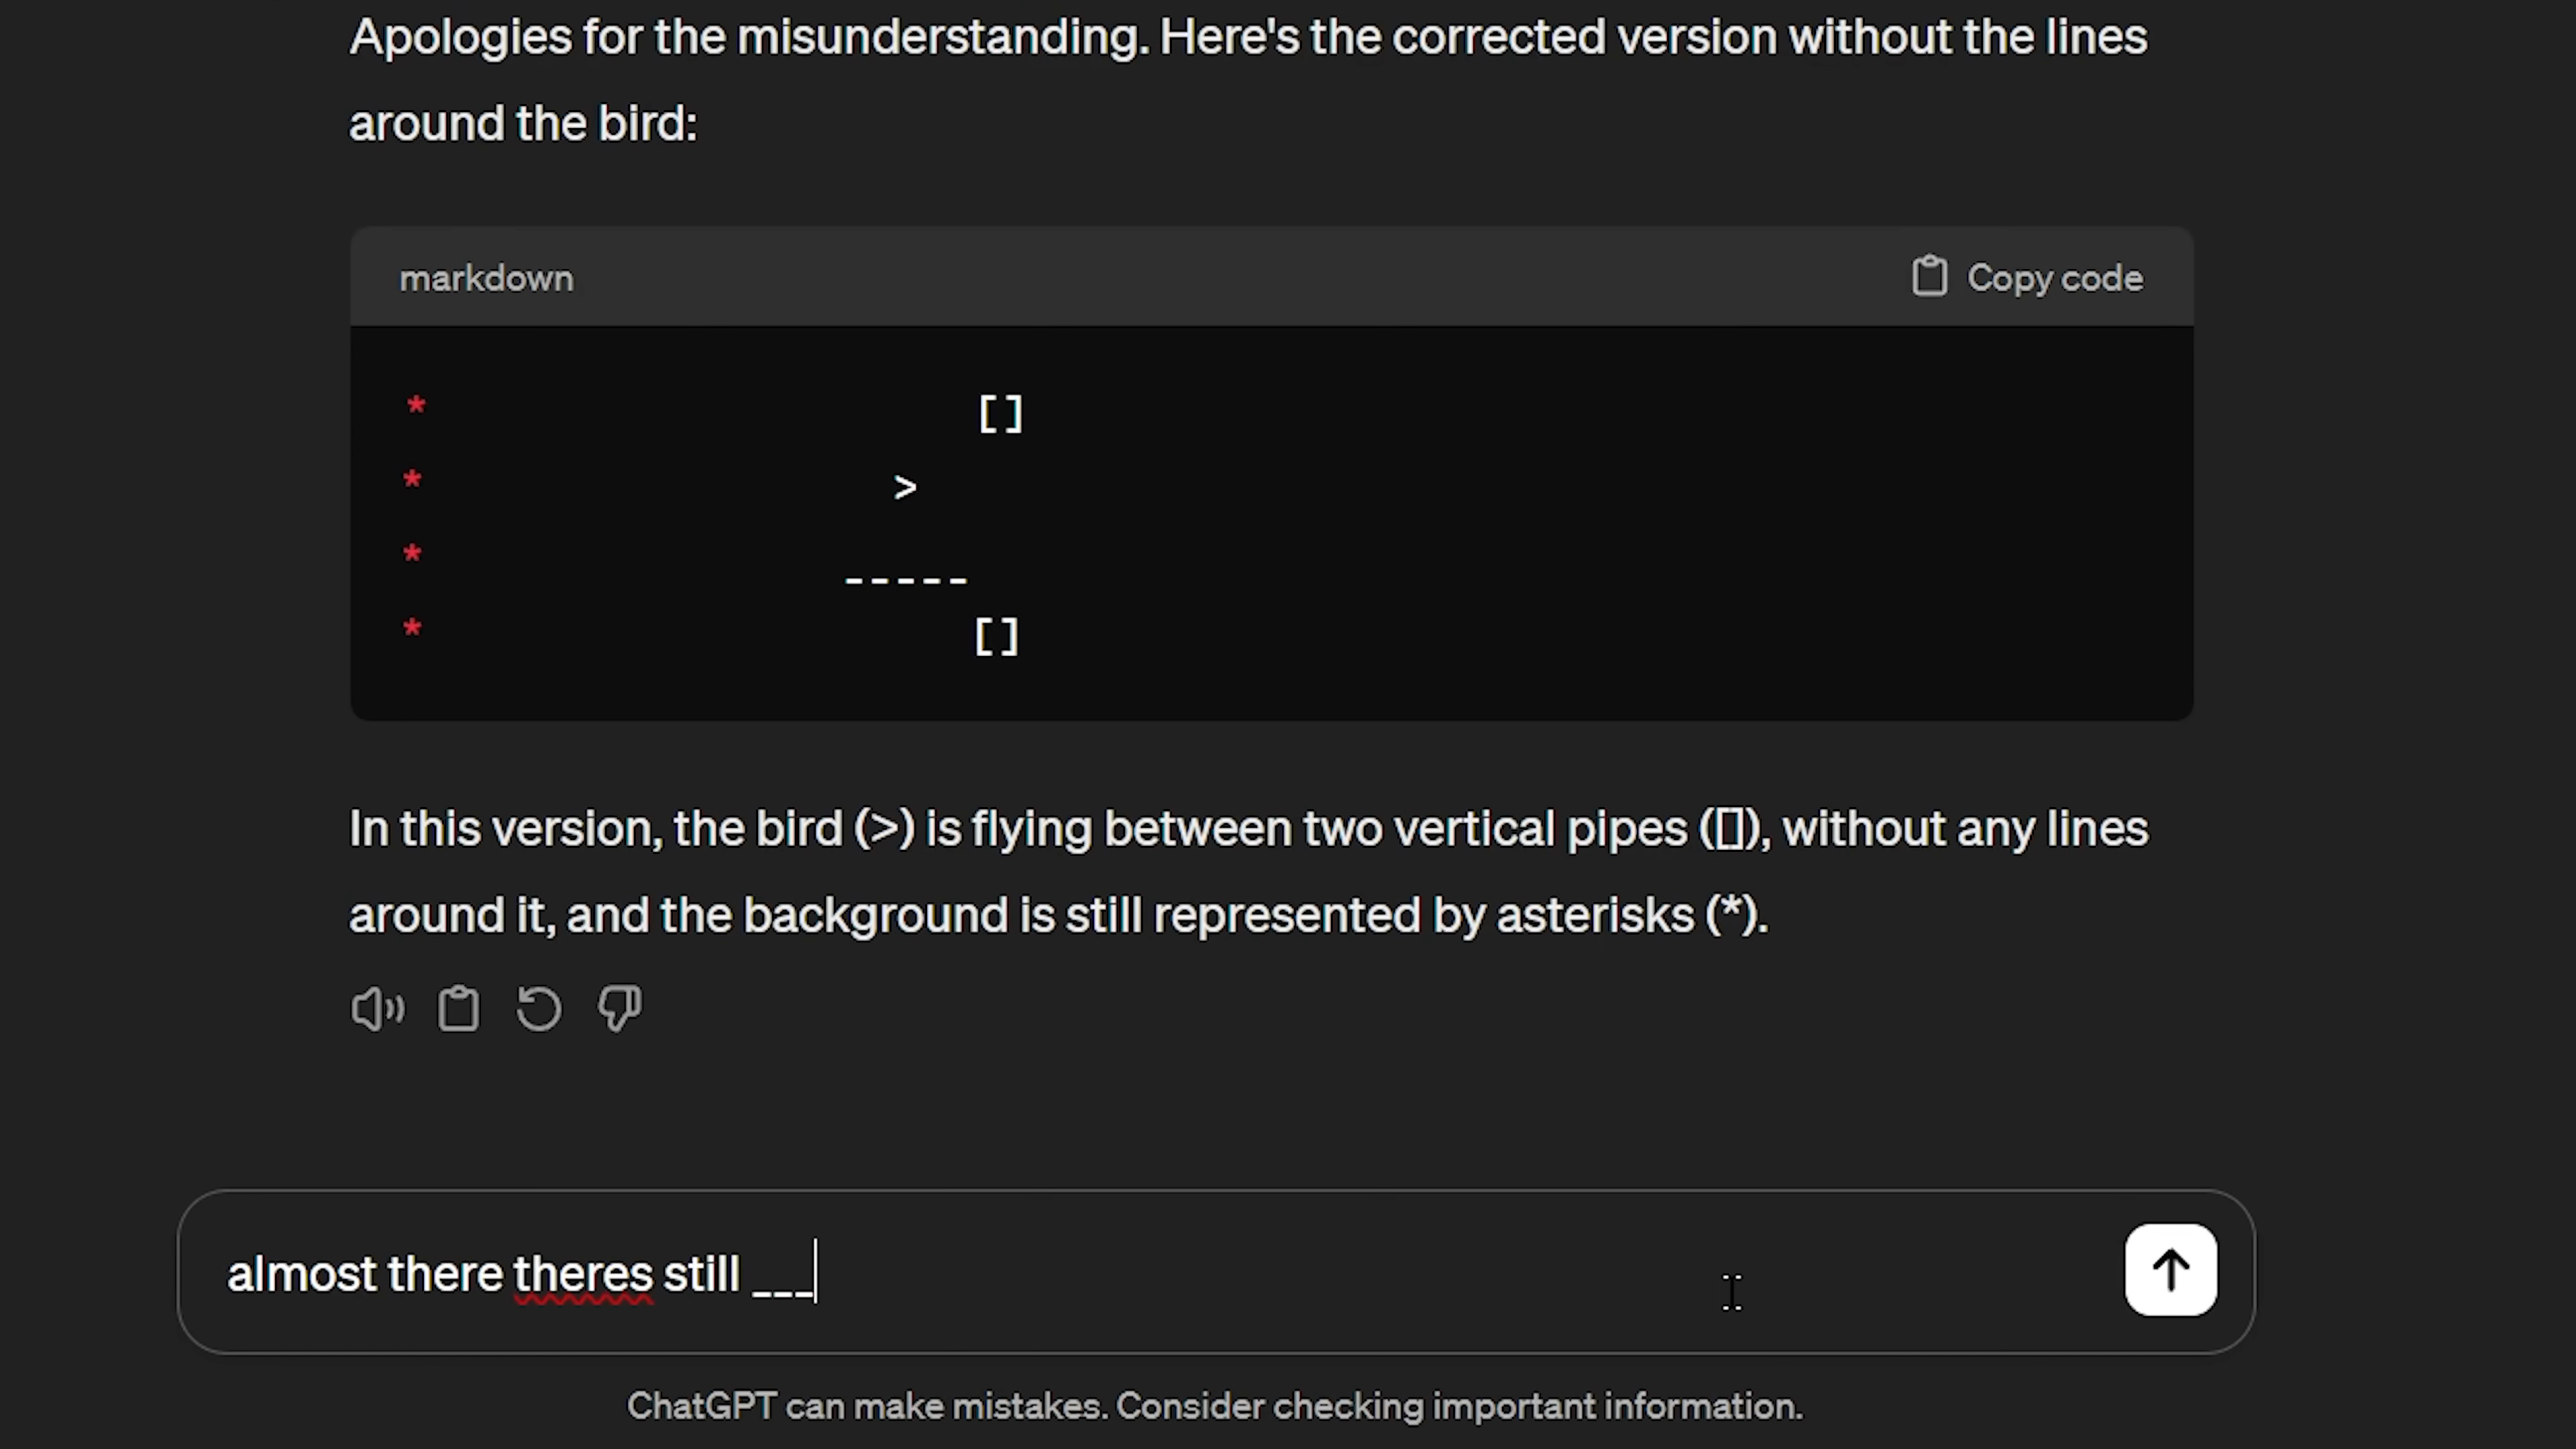 Apologies for the misunderstanding. Here's the corrected version without the lines
around the bird:
markdown
Copy code
* []
* >
*
_____
* []
In this version, the bird (>) is flying between two vertical pipes ([]), without any lines
around it, and the background is still represented by asterisks (*).
almost there theres still ___
ChatGPT can make mistakes. Consider checking important information.